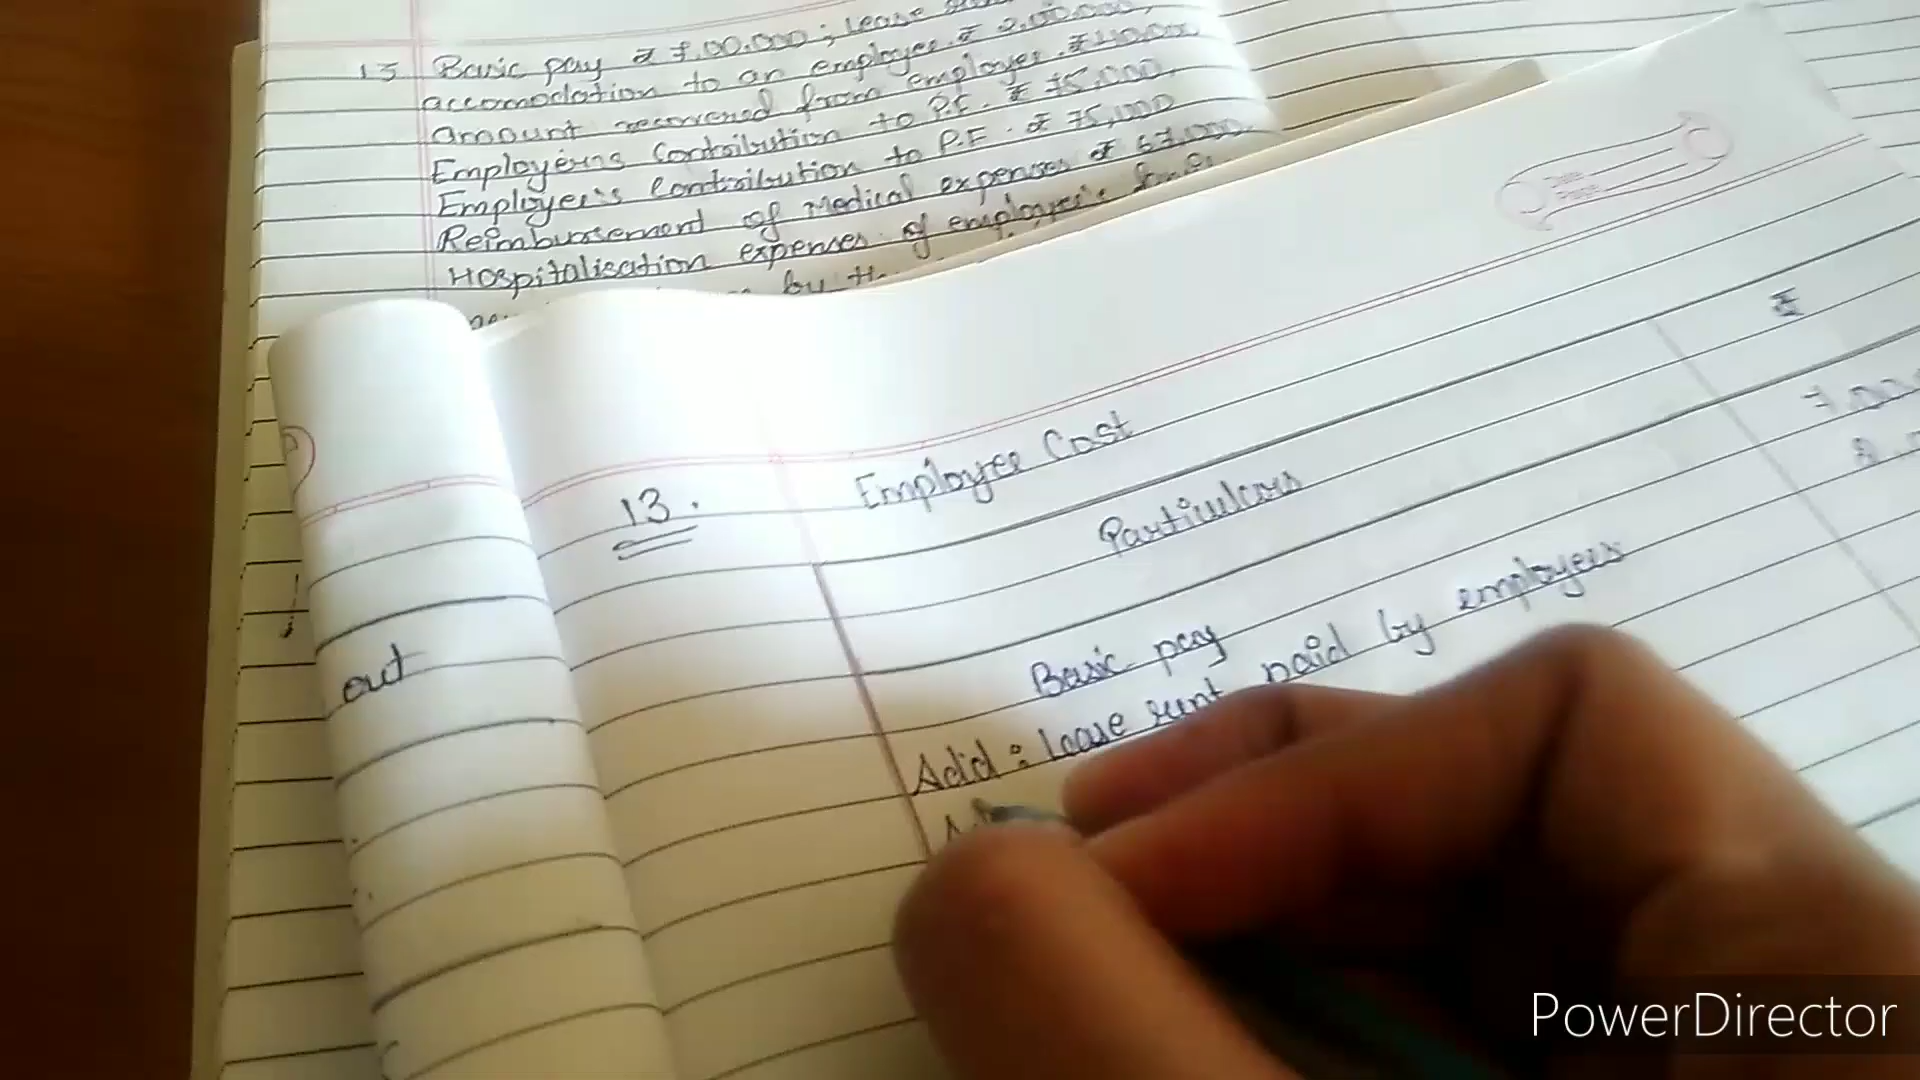 13 Basic pay ₹ 7,00,000; Lease
accomodation to an employee. ₹ 2,00,000,
amount recovered from employee. ₹ 40,000
Employer's Contribution to P.F. ₹ 75,000.
Employee's Contribution to P.F. ₹ 75,000
Reimbursement of Medical expenses ₹ 67,000
Hospitalisation expenses of employee's
by
₹
Employee Cost
13.
Particulars
Basic pay
Add : Lease rent paid by employees
out
PowerDirector